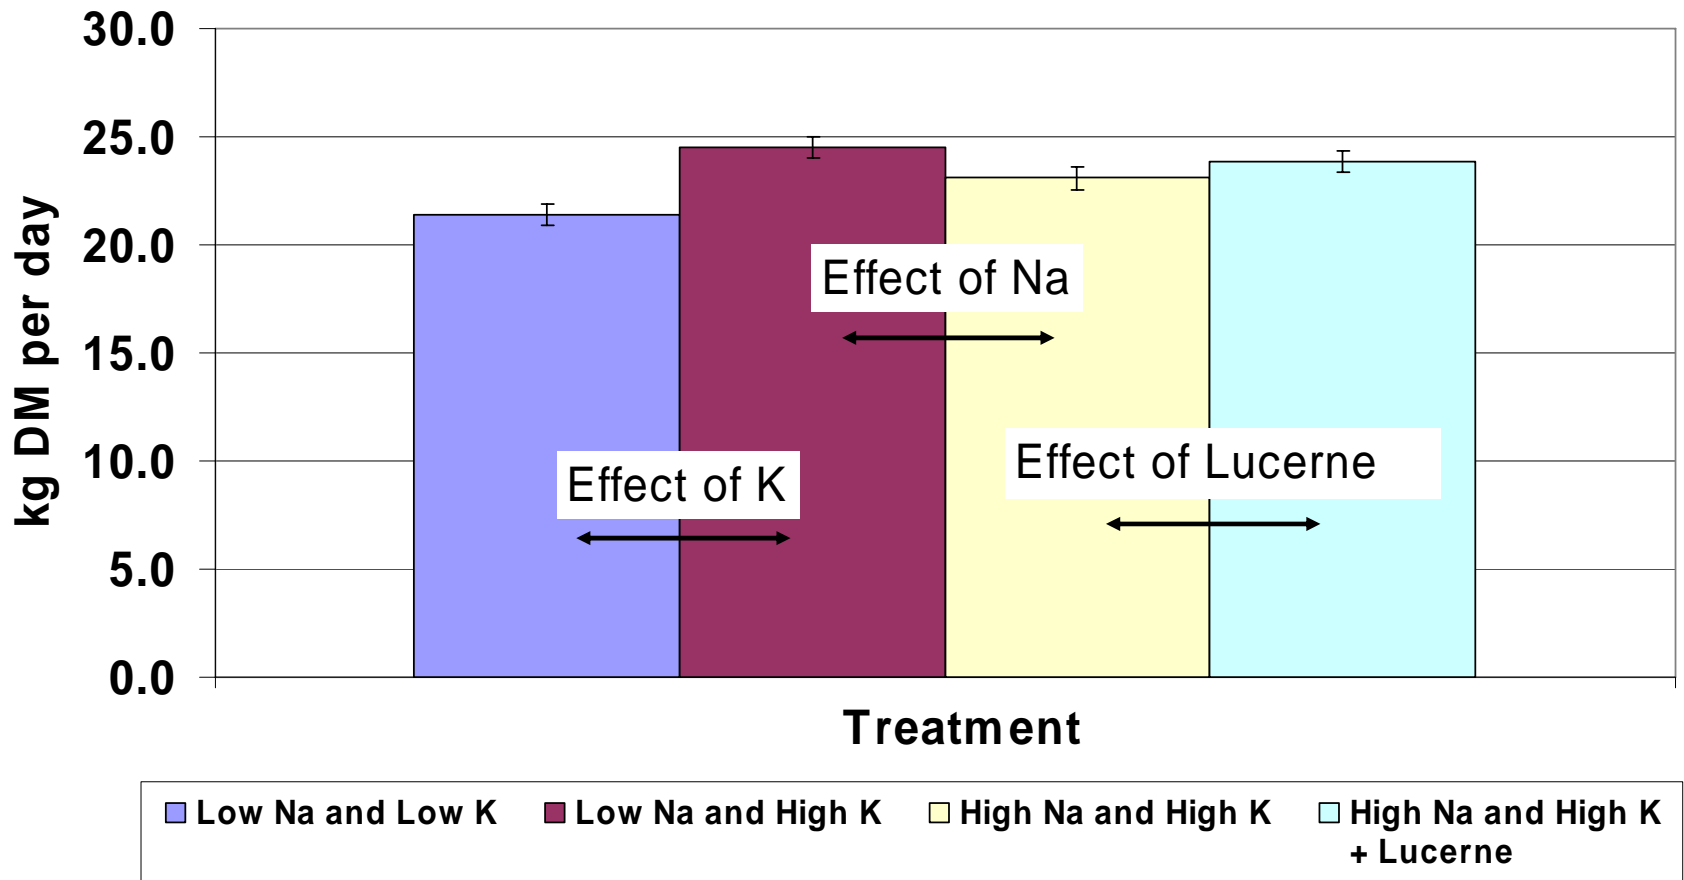 30.0
25.0
20.0
15.0
10.0
5.0
0.0
kg DM per day
Effect of Na
Effect of Lucerne
Effect of K
Treatment
Low Na and Low K
Low Na and High K
High Na and High K
High Na and High K
+ Lucerne